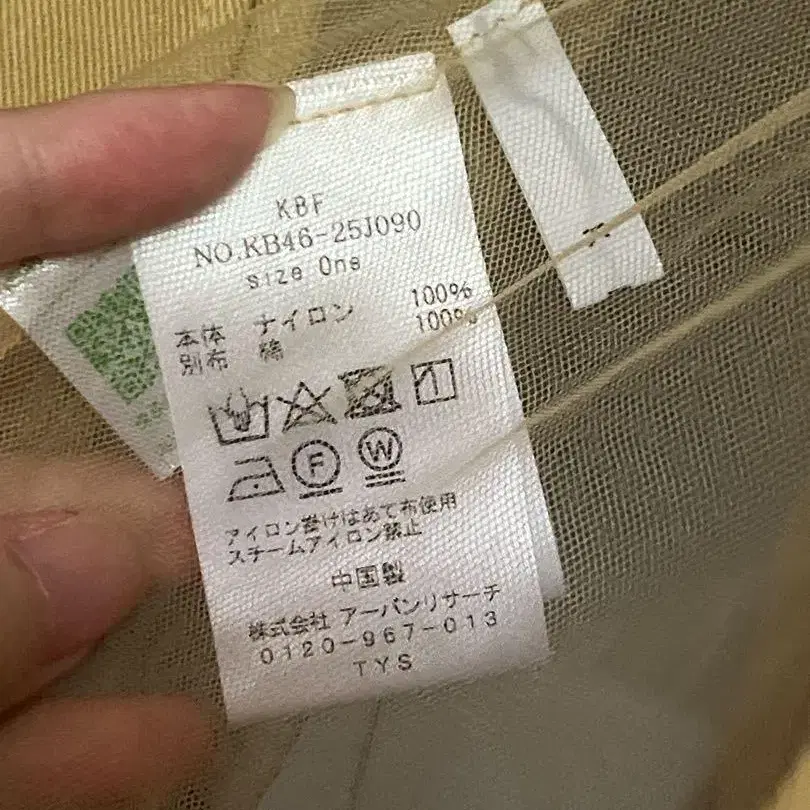 KBF
NO.KB46-25J090
size One
本体 ナイロン 100%
別布 綿 100%
F W
アイロン掛けはあて布使用
スチームアイロン禁止
中国製
株式会社 アーバンリサーチ
0120-967-013
TYS